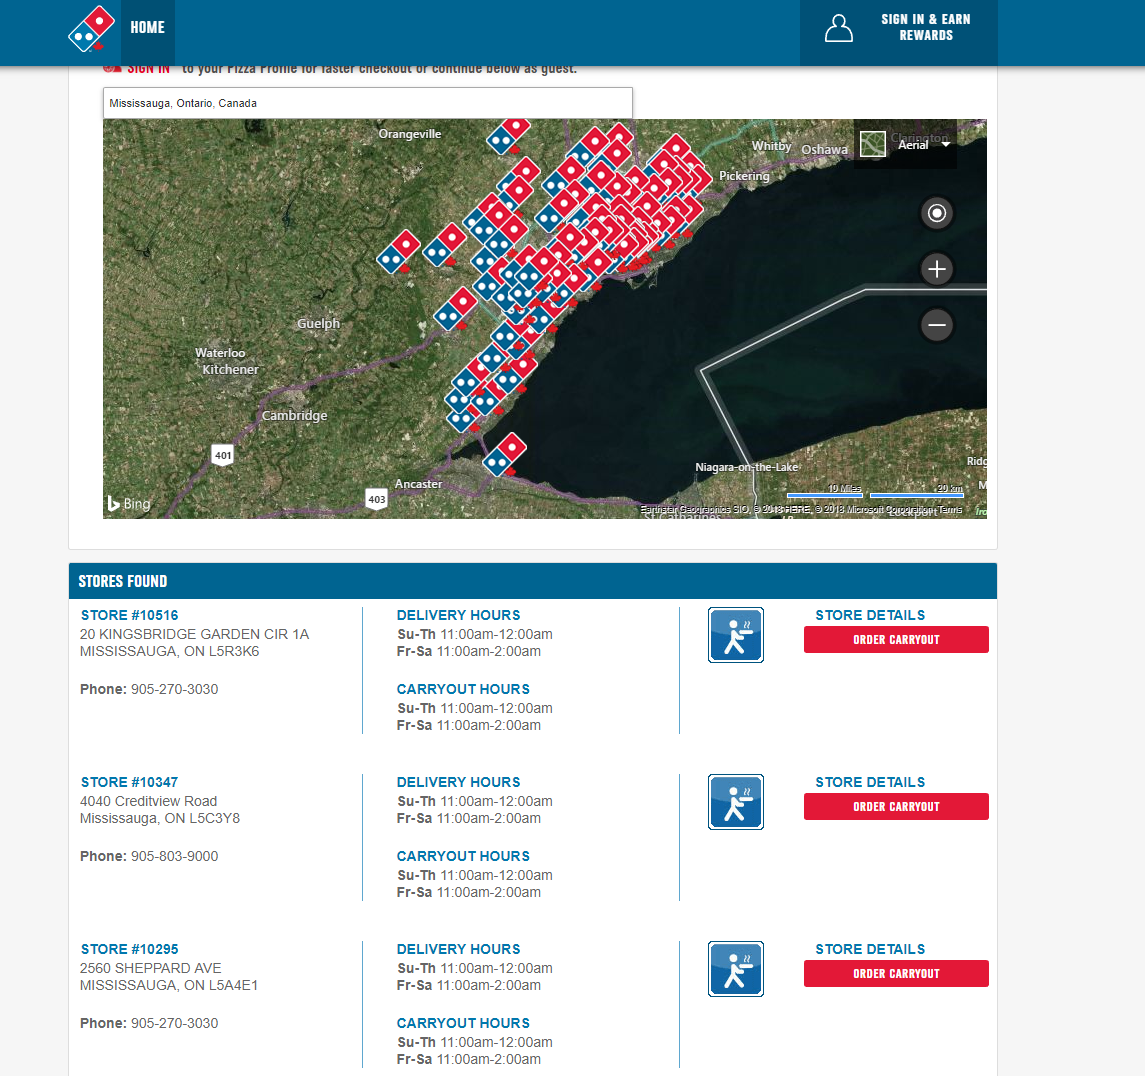 HOME
SIGN IN & EARN
REWARDS
SIGN IN to your Pizza Profile for faster checkout or continue below as guest.
Mississauga, Ontario, Canada
Orangeville
Clarington
Whitby
Oshawa
Aerial
Pickering
Guelph
Waterloo
Kitchener
Cambridge
401
Niagara-on-the-Lake
Ridg
Ancaster
M
403
10 Miles
20 km
Bing
Earthstar Geographics SIO, © 2018 HERE, © 2018 Microsoft Corporation Terms
St Catharines
Lockport
STORES FOUND
STORE #10516
20 KINGSBRIDGE GARDEN CIR 1A
MISSISSAUGA, ON L5R3K6
Phone: 905-270-3030
DELIVERY HOURS
Su-Th 11:00am-12:00am
Fr-Sa 11:00am-2:00am
CARRYOUT HOURS
Su-Th 11:00am-12:00am
Fr-Sa 11:00am-2:00am
STORE DETAILS
ORDER CARRYOUT
STORE #10347
4040 Creditview Road
Mississauga, ON L5C3Y8
Phone: 905-803-9000
DELIVERY HOURS
Su-Th 11:00am-12:00am
Fr-Sa 11:00am-2:00am
CARRYOUT HOURS
Su-Th 11:00am-12:00am
Fr-Sa 11:00am-2:00am
STORE DETAILS
ORDER CARRYOUT
STORE #10295
2560 SHEPPARD AVE
MISSISSAUGA, ON L5A4E1
Phone: 905-270-3030
DELIVERY HOURS
Su-Th 11:00am-12:00am
Fr-Sa 11:00am-2:00am
CARRYOUT HOURS
Su-Th 11:00am-12:00am
Fr-Sa 11:00am-2:00am
STORE DETAILS
ORDER CARRYOUT